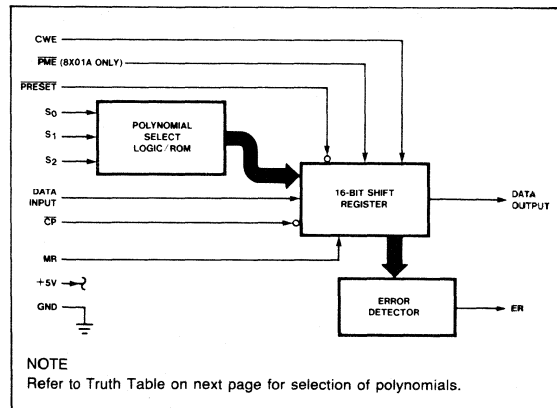 CWE
PME (8X01A ONLY)
PRESET
S0
S1
S2
POLYNOMIAL
SELECT
LOGIC/ROM
DATA
INPUT
CP
MR
+5V
GND
16-BIT SHIFT
REGISTER
DATA
OUTPUT
ERROR
DETECTOR
ER
NOTE
Refer to Truth Table on next page for selection of polynomials.